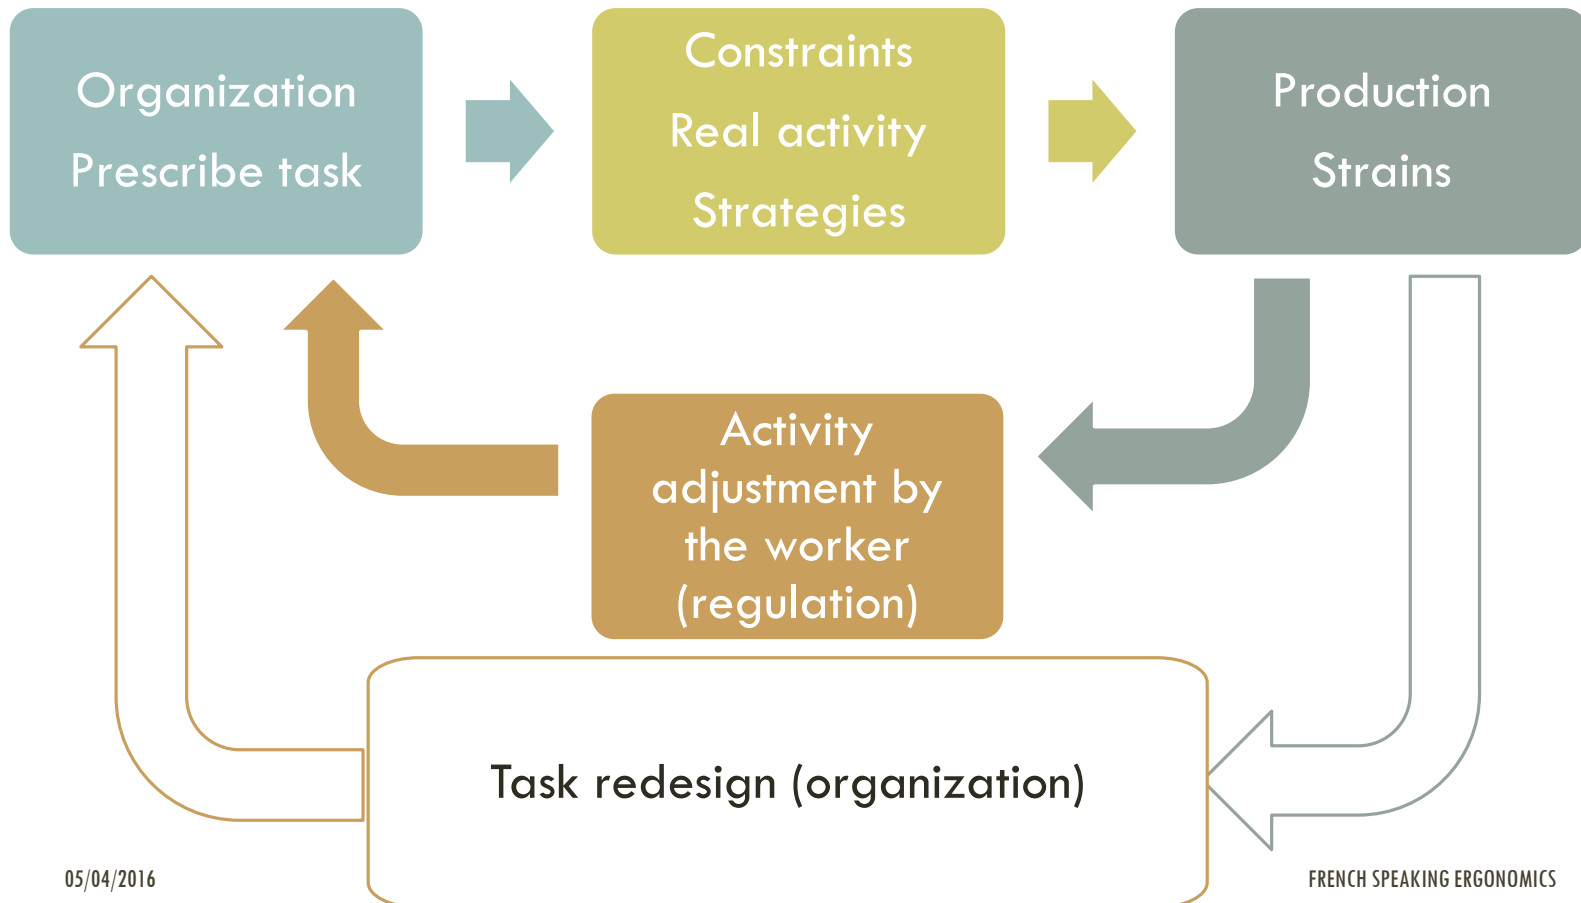 Organization
Prescribe task
Constraints
Real activity
Strategies
Production
Strains
Activity
adjustment by
the worker
(regulation)
Task redesign (organization)
05/04/2016
FRENCH SPEAKING ERGONOMICS